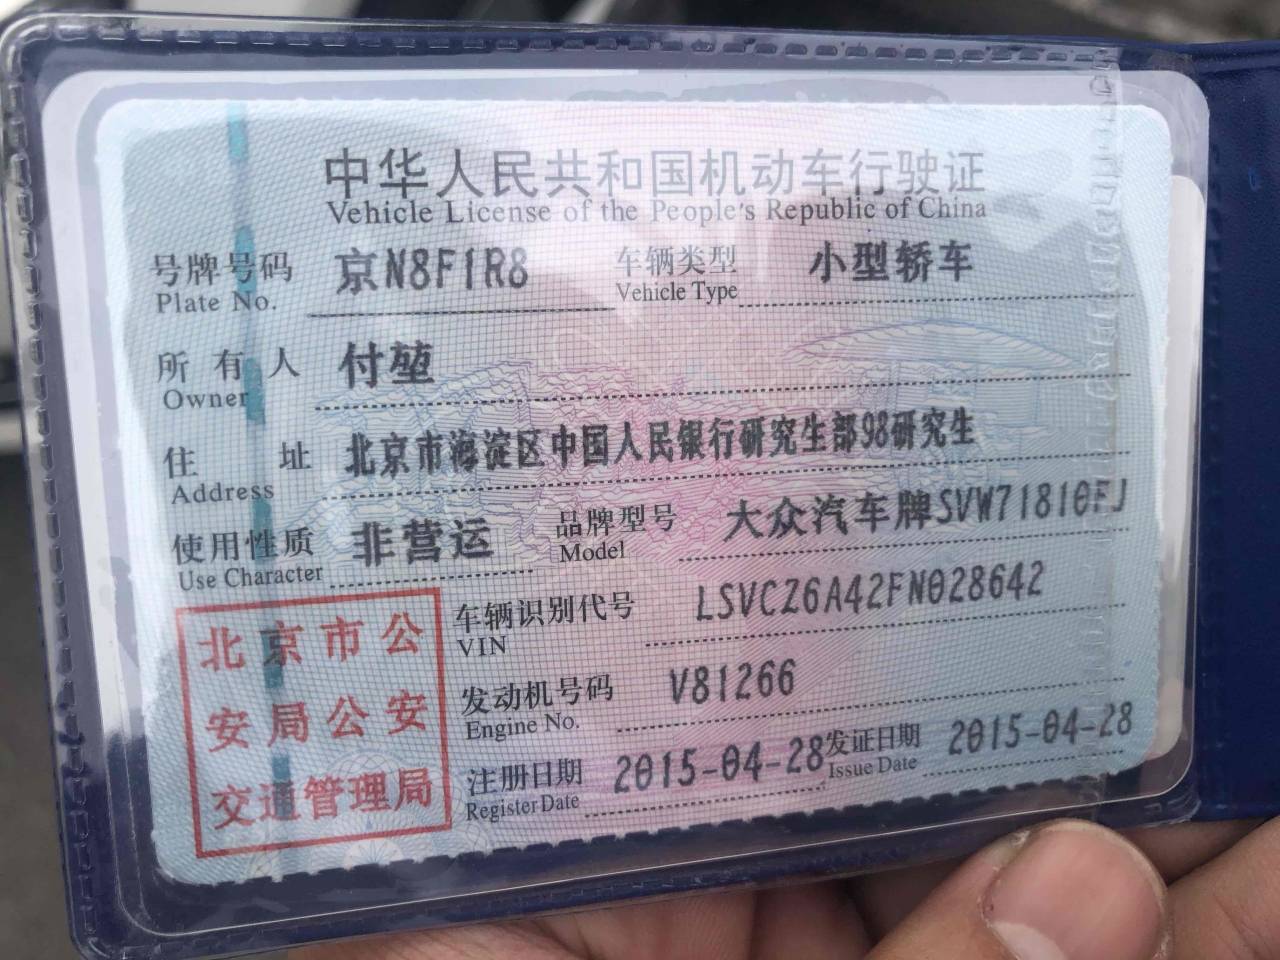 中华人民共和国机动车行驶证
Vehicle License of the People's Republic of China
号牌号码 京N8F1R8 车辆类型 小型轿车
Plate No. Vehicle Type
所有人 付堃
Owner
住址 北京市海淀区中国人民银行研究生部98研究生
Address
使用性质 非营运 品牌型号 大众汽车牌SVW71810FJ
Use Character Model
北京市公
安局公安
交通管理局
车辆识别代号 LSVCZ6A42FN028642
VIN
发动机号码 V81266
Engine No.
注册日期 2015-04-28 发证日期 2015-04-28
Register Date Issue Date